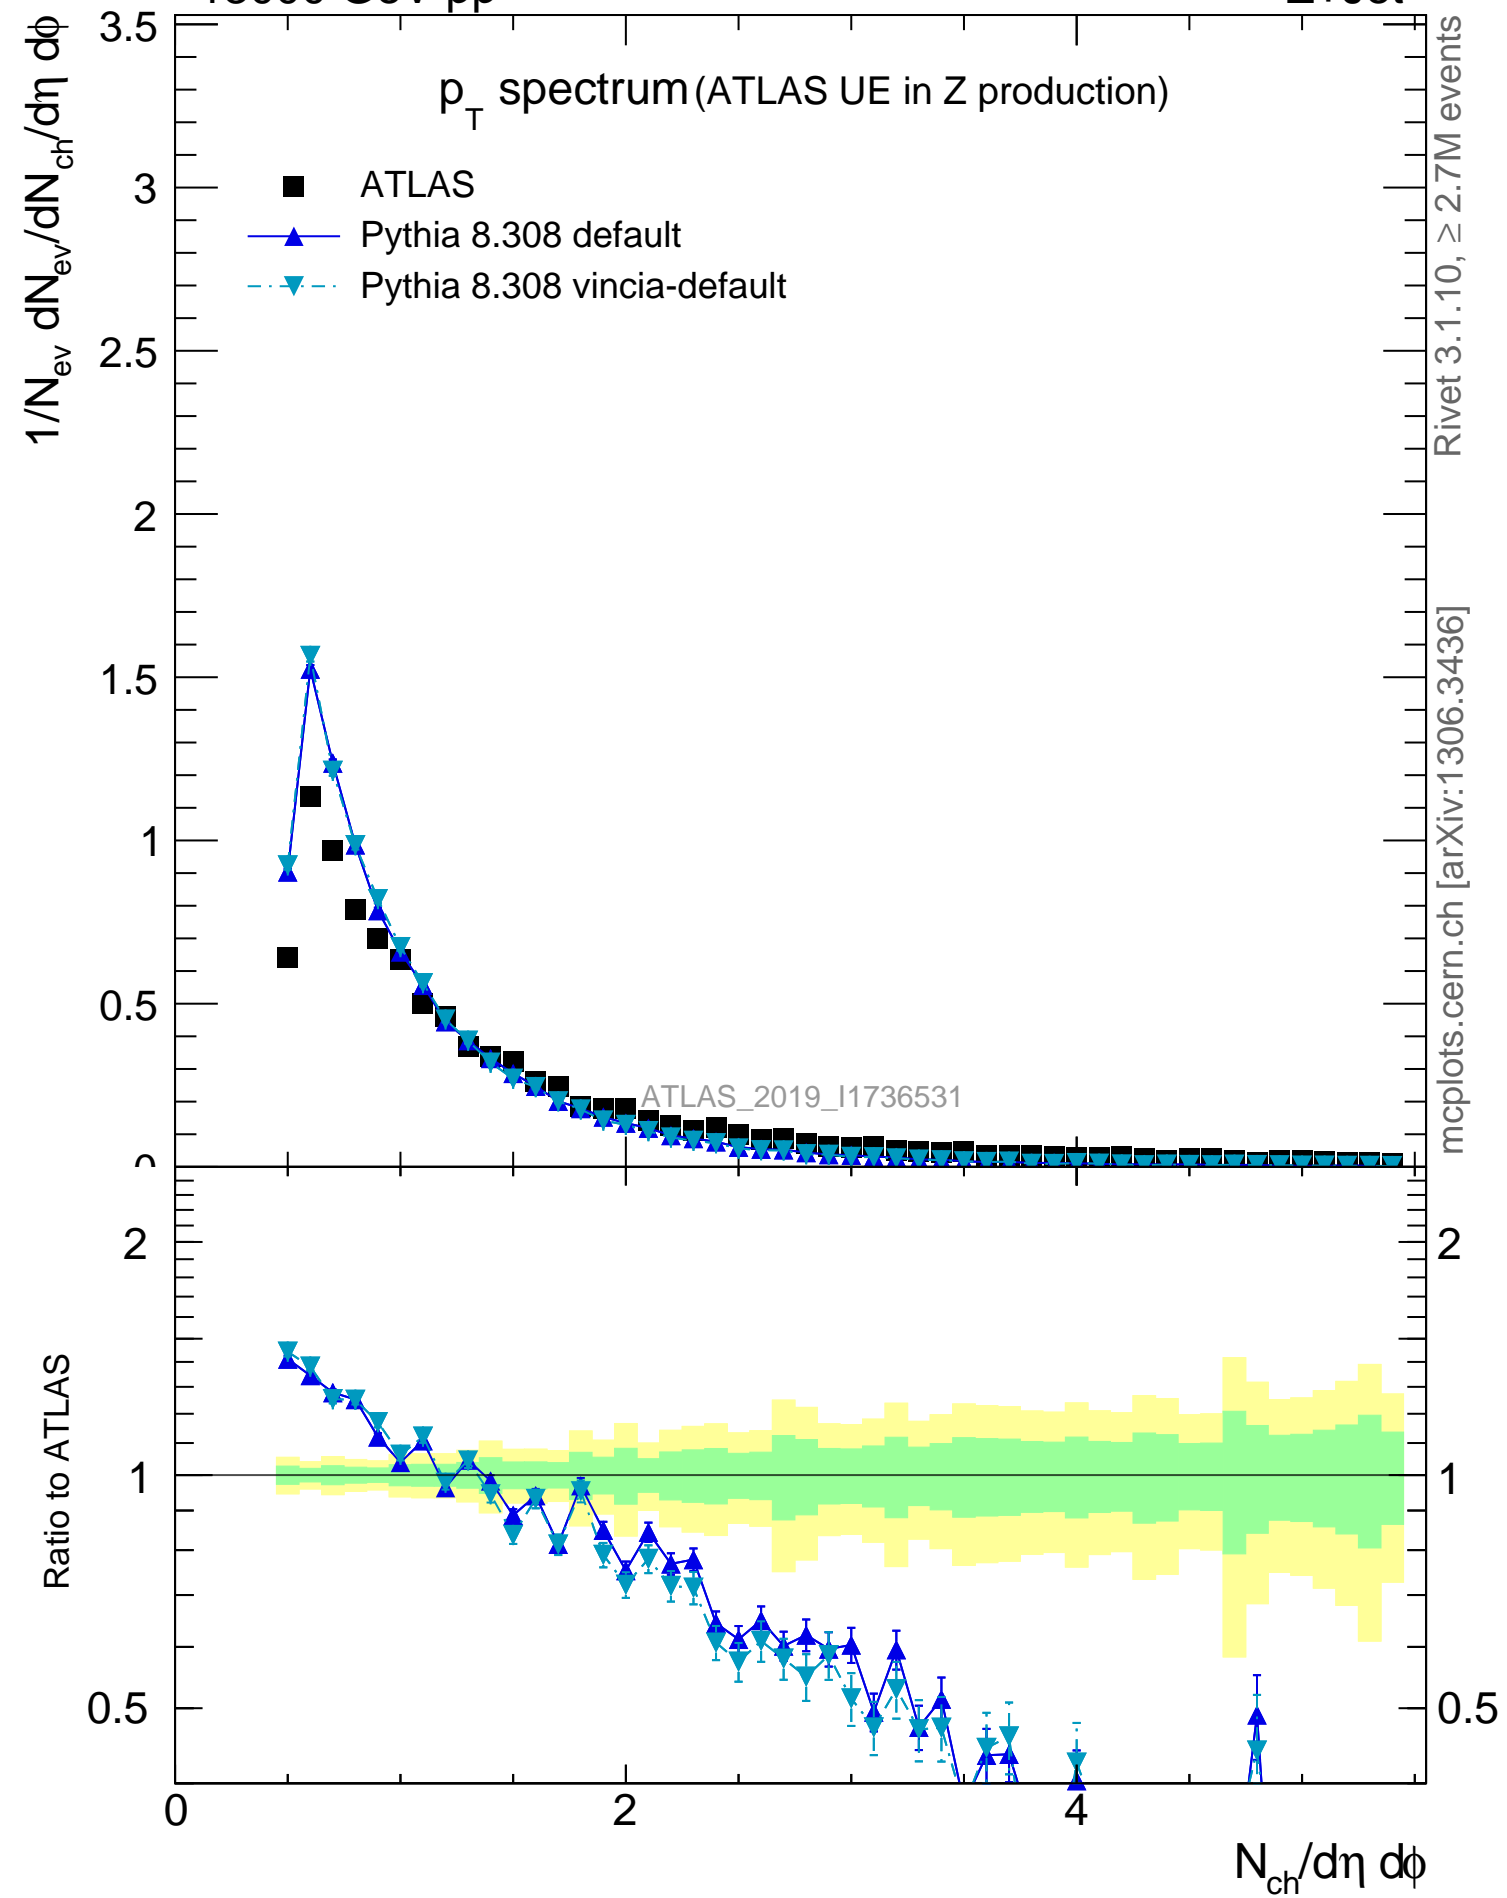 3.5
3
2.5
2
1.5
1
0.5
1/N_ev dN_ev/dN_ch/dη dϕ
p_T spectrum (ATLAS UE in Z production)
ATLAS
Pythia 8.308 default
Pythia 8.308 vincia-default
ATLAS_2019_I1736531
Rivet 3.1.10, ≥ 2.7M events
mcplots.cern.ch [arXiv:1306.3436]
Ratio to ATLAS
2
1
0.5
2
1
0.5
0
2
4
N_ch/dη dϕ